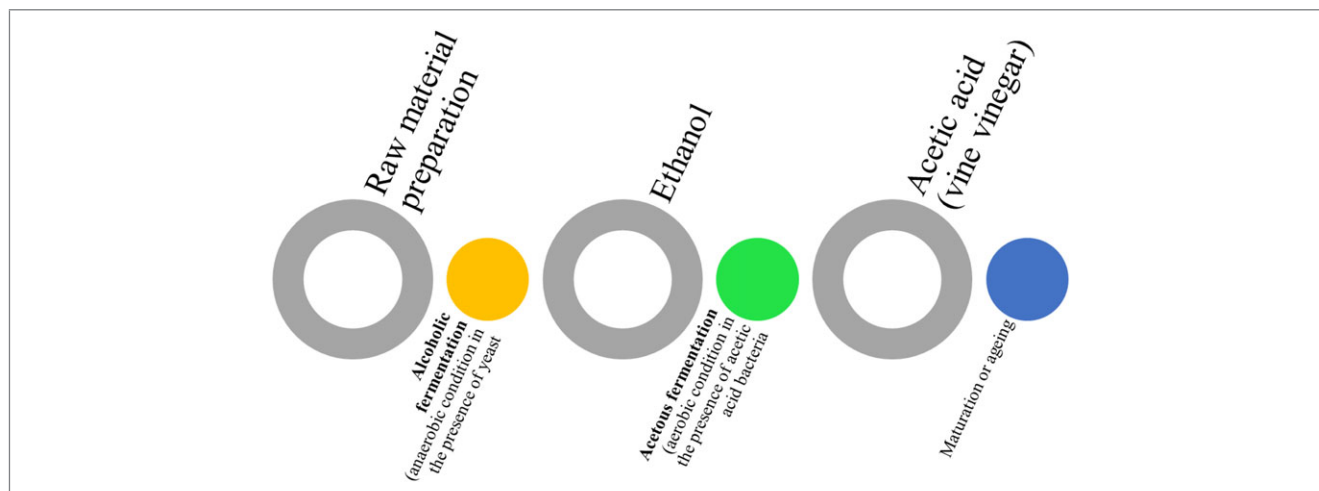 Raw material
preparation
Alcoholic
fermentation
(anaerobic condition in
the presence of yeast
Ethanol
Acetous fermentation
(aerobic condition in
the presence of acetic
acid bacteria
Acetic acid
(vine vinegar)
Maturation or ageing